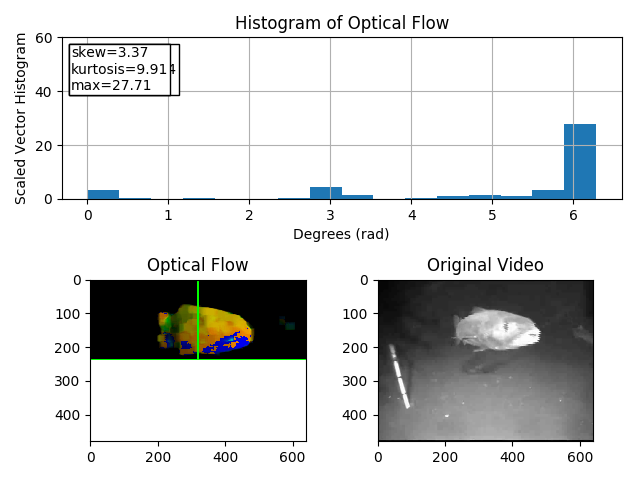 Histogram of Optical Flow
Scaled Vector Histogram
60
40
20
0
skew=3.37
kurtosis=9.914
max=27.71
0 1 2 3 4 5 6
Degrees (rad)
Optical Flow
0
100
200
300
400
0 200 400 600
Original Video
0
100
200
300
400
0 200 400 600